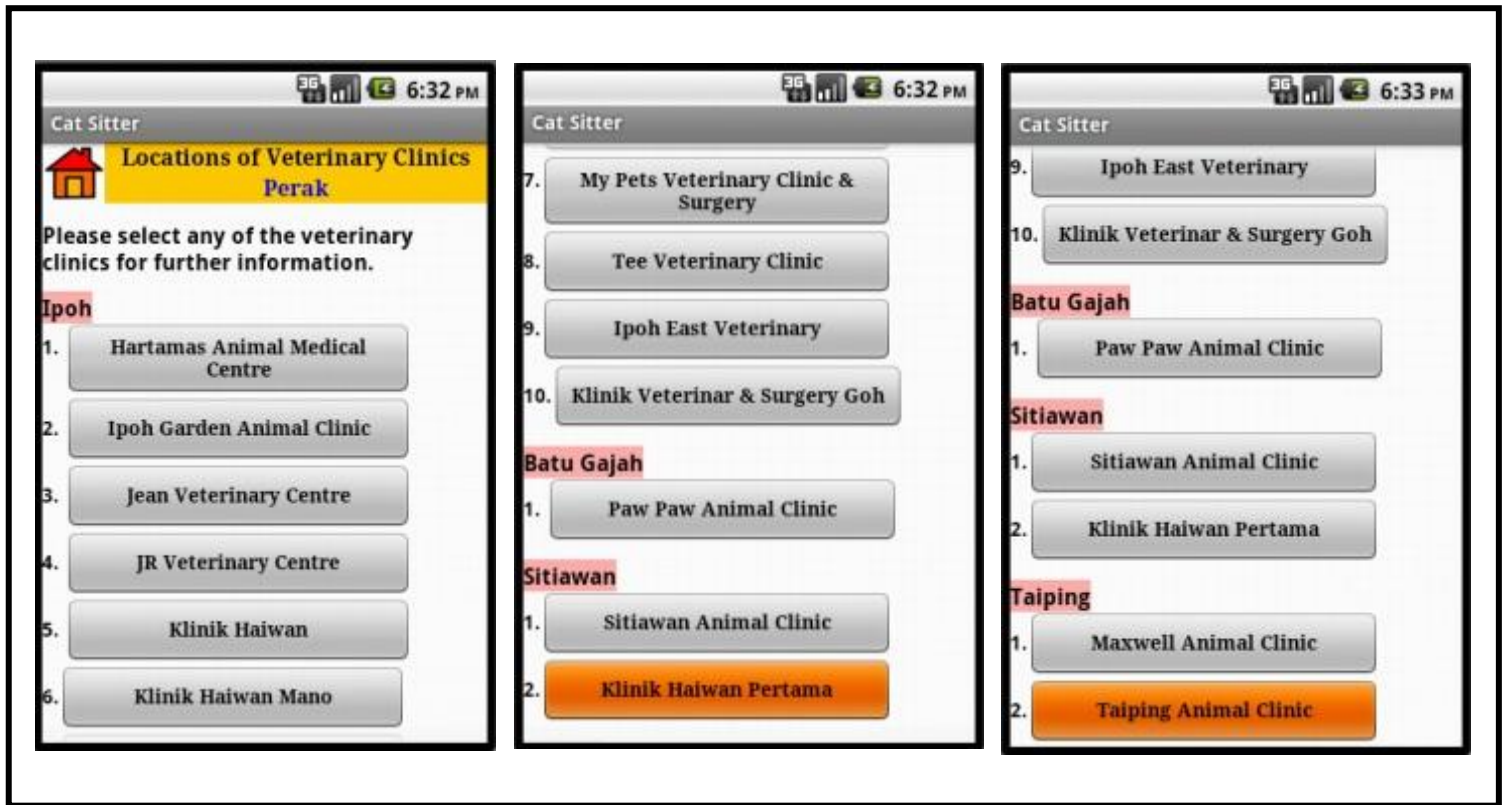 3G
6:32 PM
Cat Sitter
Locations of Veterinary Clinics
Perak
Please select any of the veterinary
clinics for further information.
Ipoh
1. Hartamas Animal Medical
Centre
2. Ipoh Garden Animal Clinic
3. Jean Veterinary Centre
4. JR Veterinary Centre
5. Klinik Haiwan
6. Klinik Haiwan Mano
3G
6:32 PM
Cat Sitter
7. My Pets Veterinary Clinic &
Surgery
8. Tee Veterinary Clinic
9. Ipoh East Veterinary
10. Klinik Veterinar & Surgery Goh
Batu Gajah
1. Paw Paw Animal Clinic
Sitiawan
1. Sitiawan Animal Clinic
2. Klinik Haiwan Pertama
3G
6:33 PM
Cat Sitter
9. Ipoh East Veterinary
10. Klinik Veterinar & Surgery Goh
Batu Gajah
1. Paw Paw Animal Clinic
Sitiawan
1. Sitiawan Animal Clinic
2. Klinik Haiwan Pertama
Taiping
1. Maxwell Animal Clinic
2. Taiping Animal Clinic